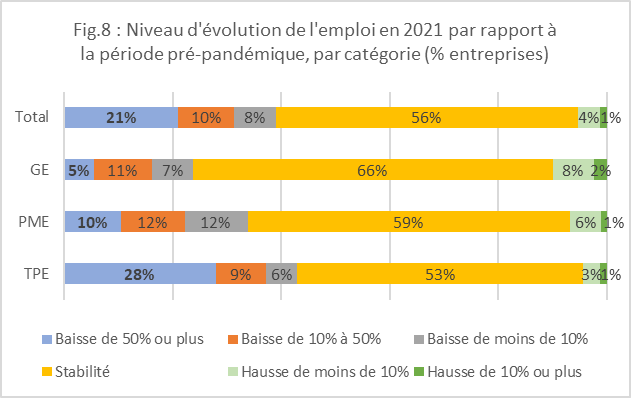 Fig.8 : Niveau d'évolution de l'emploi en 2021 par rapport à
la période pré-pandémique, par catégorie (% entreprises)
Total 21% 10% 8% 56% 4% 1%
GE 5% 11% 7% 66% 8% 2%
PME 10% 12% 12% 59% 6% 1%
TPE 28% 9% 6% 53% 3% 1%
Baisse de 50% ou plus Baisse de 10% à 50% Baisse de moins de 10%
Stabilité Hausse de moins de 10% Hausse de 10% ou plus